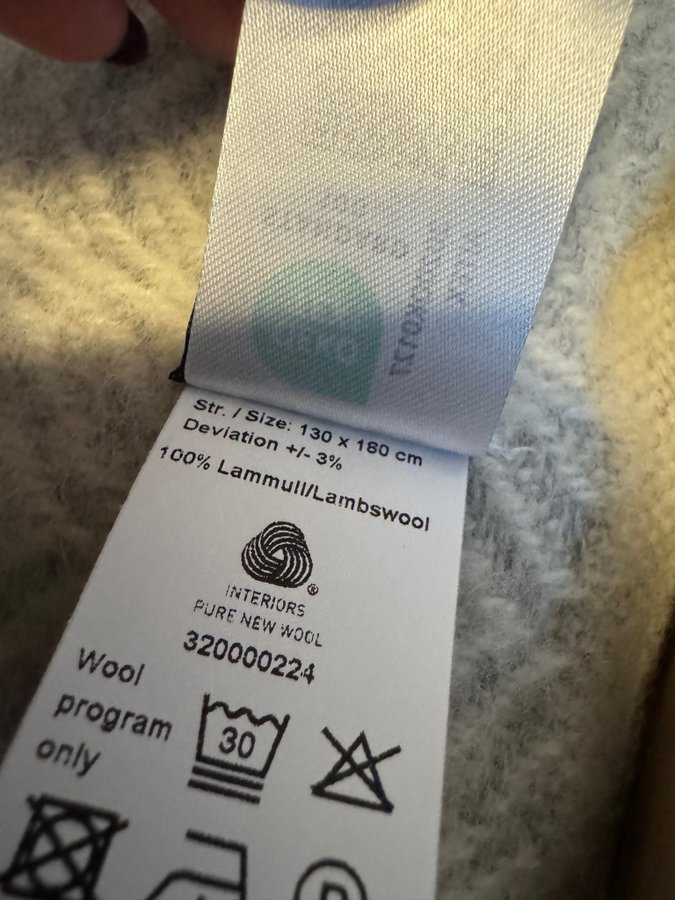 Str. / Size: 130 x 180 cm
Deviation +/- 3%
100% Lammull/Lambswool
®
INTERIORS
PURE NEW WOOL
320000224
Wool
program
only
30
P